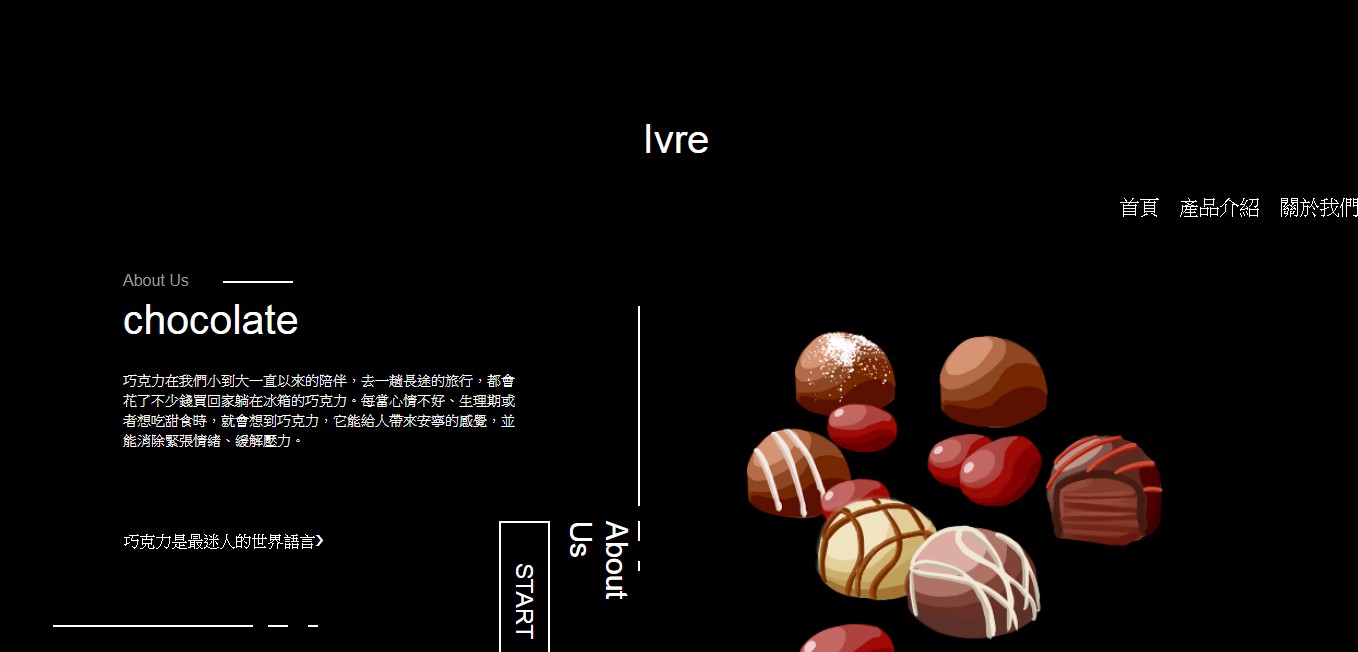 Ivre
首頁 產品介紹 關於我們
About Us
chocolate
巧克力在我們小到大一直以來的陪伴，去一趟長途的旅行，都會
花了不少錢買回家躺在冰箱的巧克力。每當心情不好、生理期或
者想吃甜食時，就會想到巧克力，它能給人帶來安寧的感覺，並
能消除緊張情緒、緩解壓力。
巧克力是最迷人的世界語言›
START
About
Us